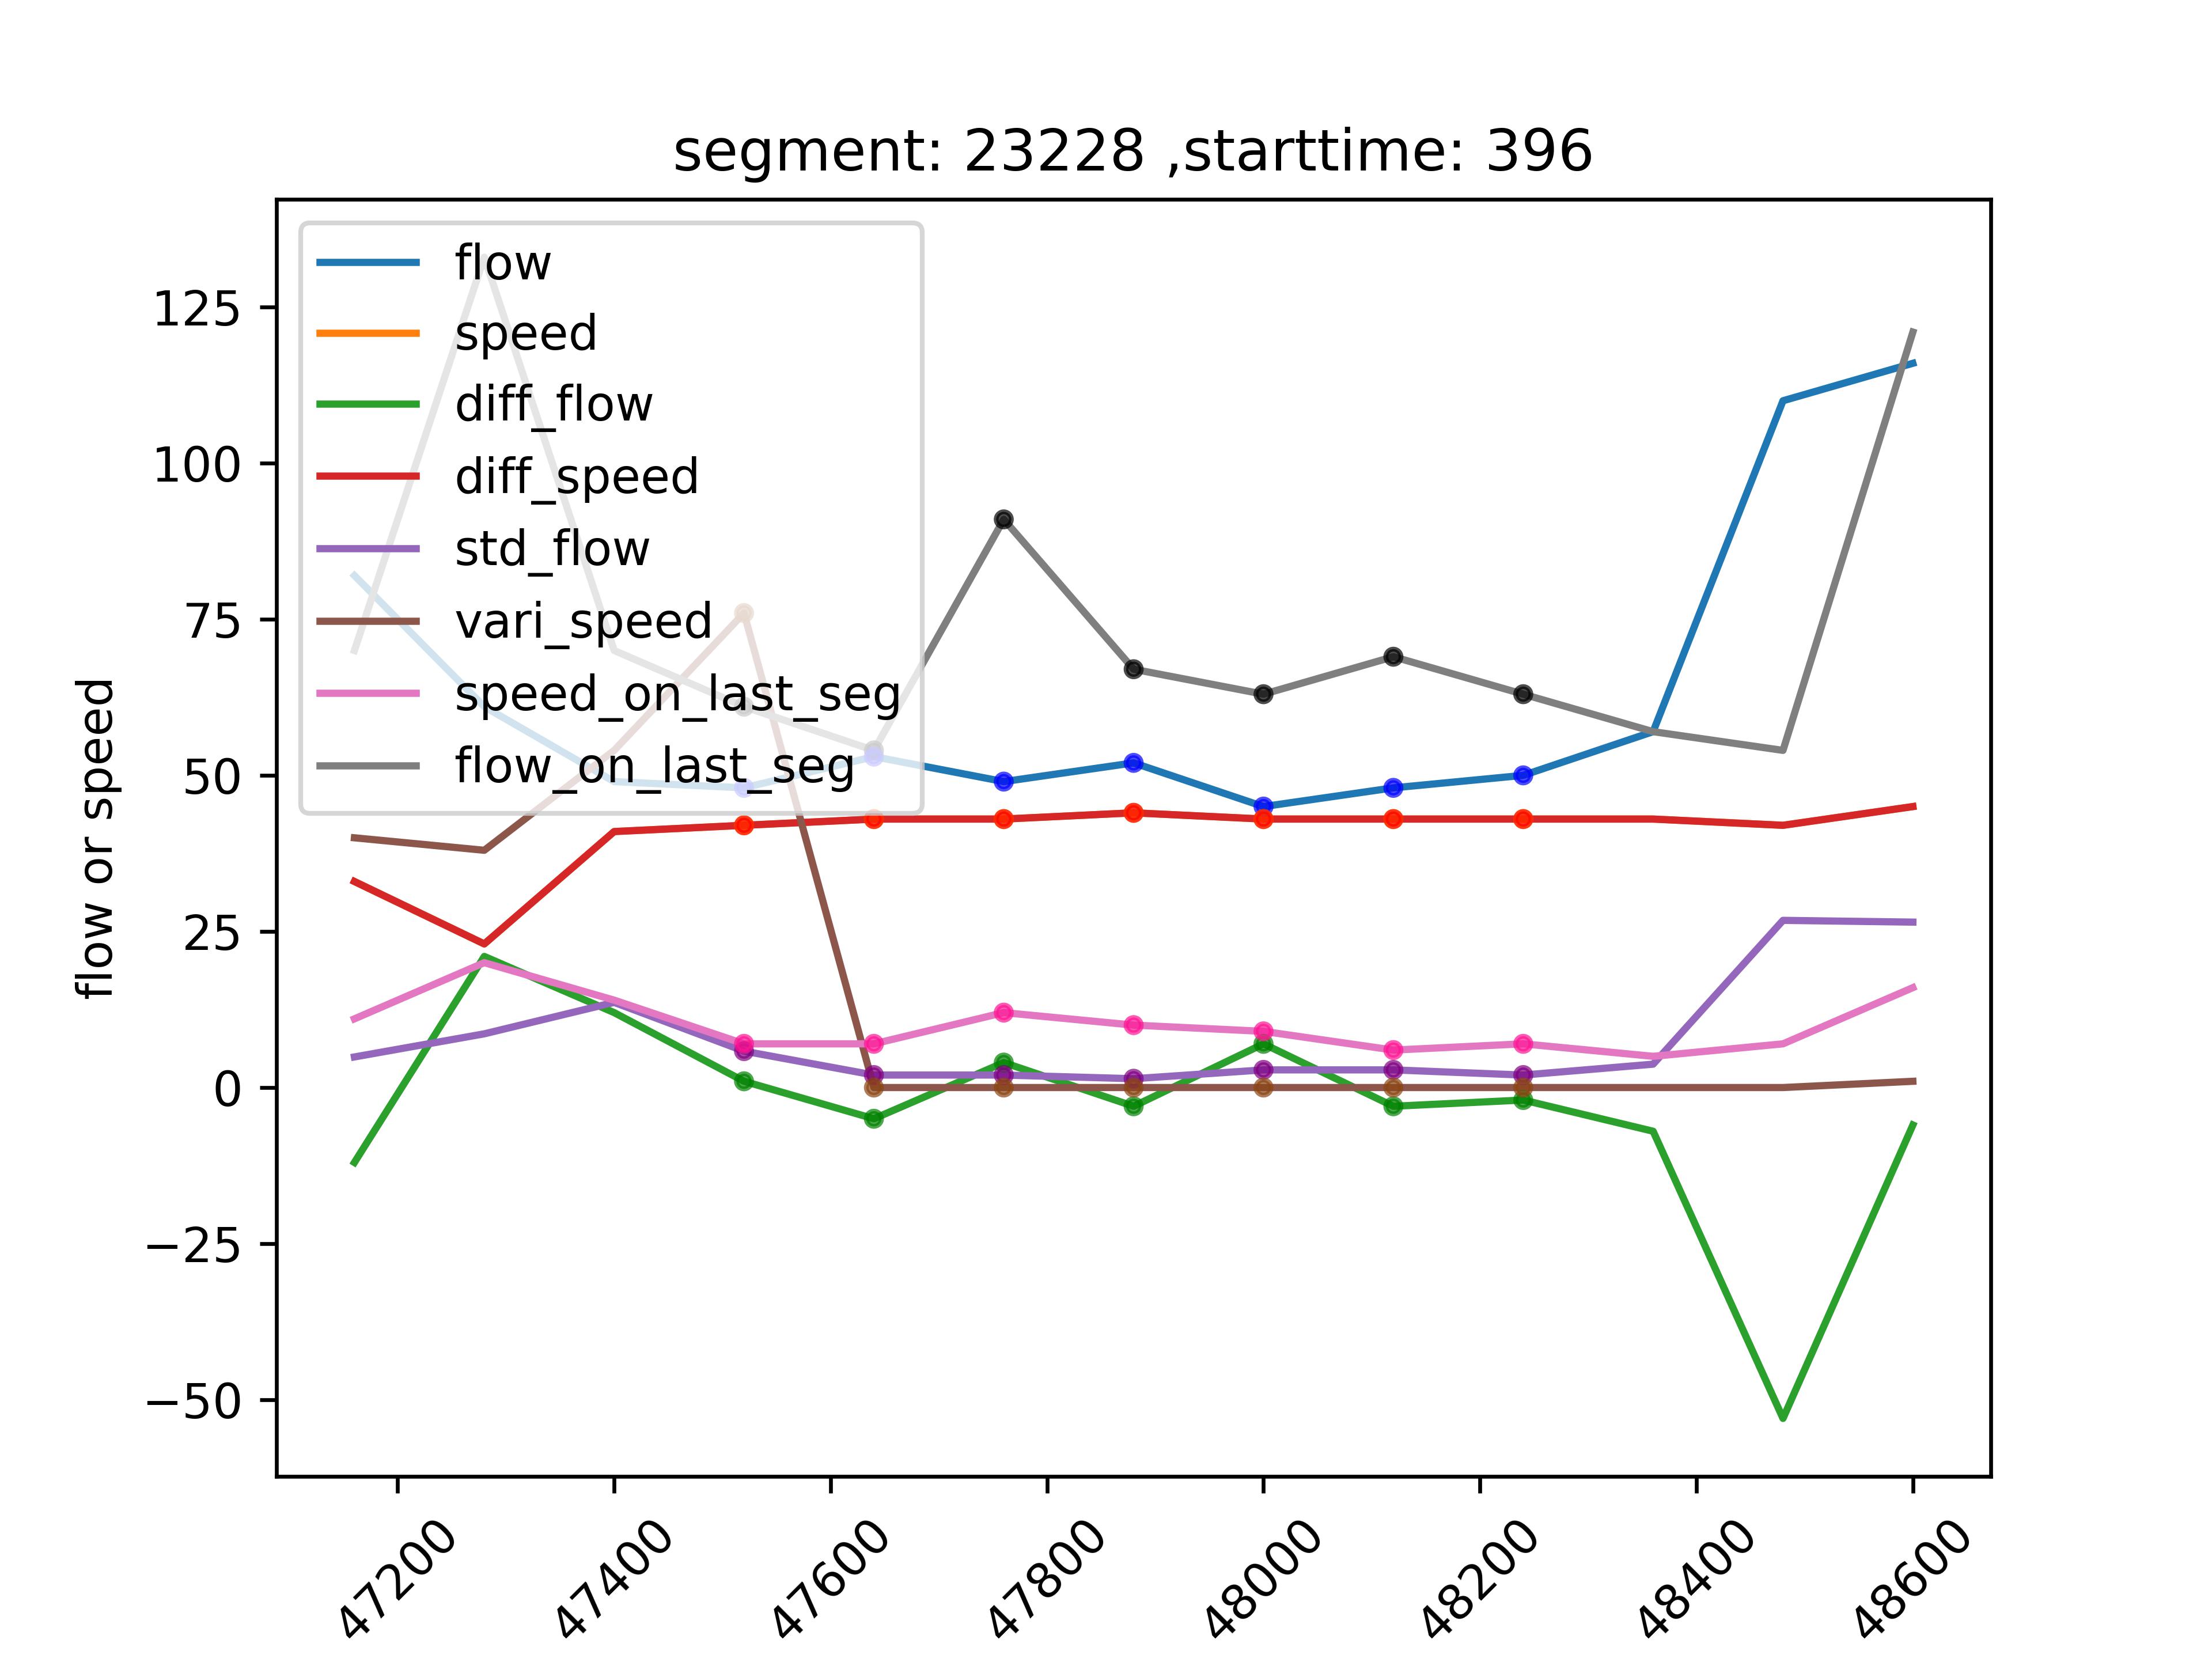 segment: 23228 ,starttime: 396
flow or speed
125
100
75
50
25
0
−25
−50
flow
speed
diff_flow
diff_speed
std_flow
vari_speed
speed_on_last_seg
flow_on_last_seg
47200
47400
47600
47800
48000
48200
48400
48600